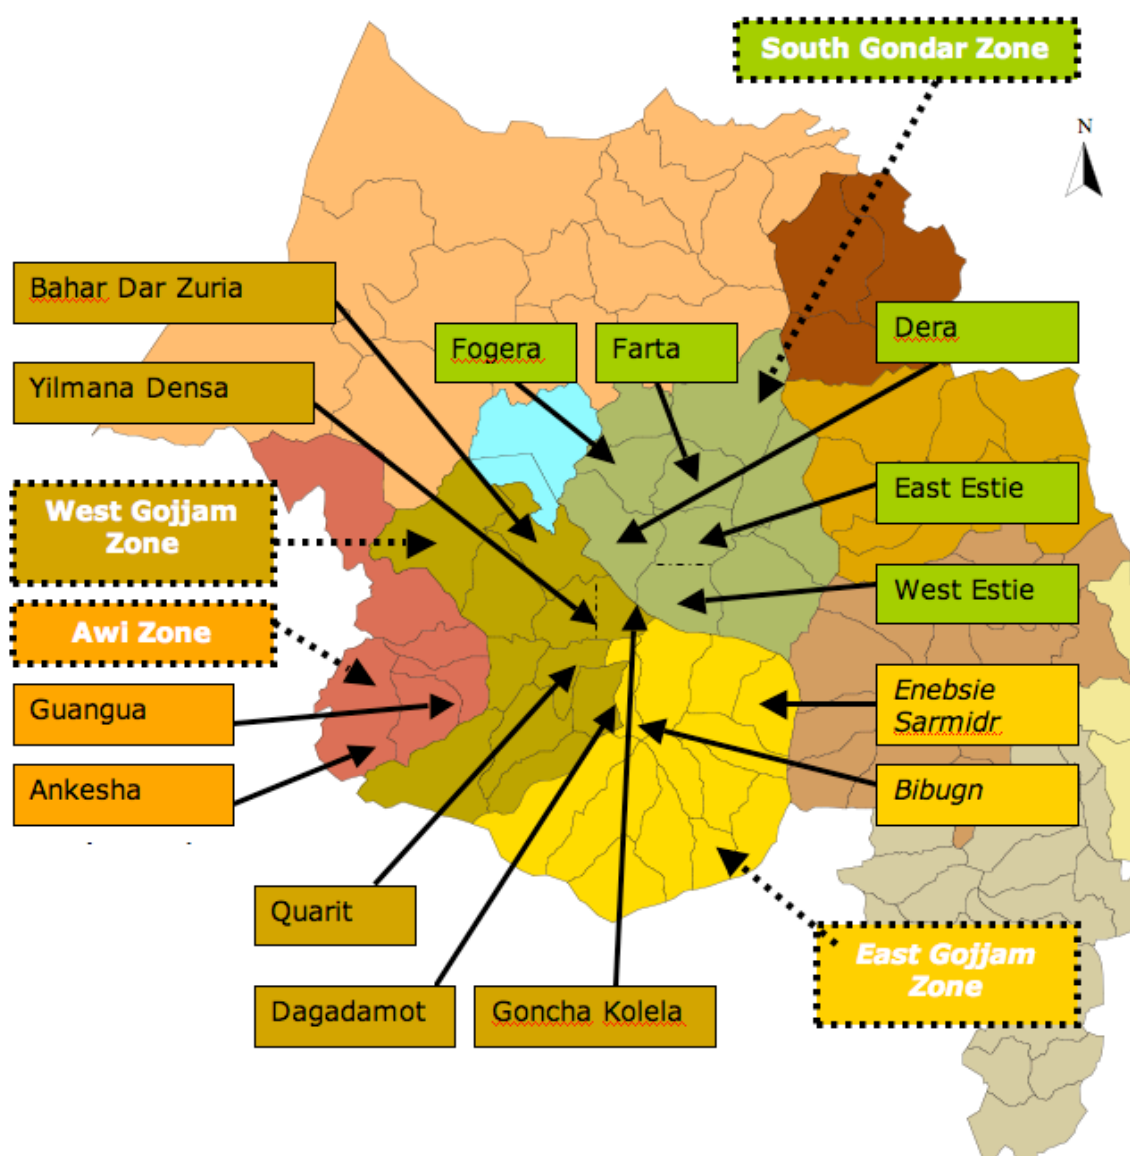 South Gondar Zone
N
Bahar Dar Zuria
Fogera
Farta
Dera
Yilmana Densa
East Estie
West Gojjam
Zone
West Estie
Awi Zone
Guangua
Enebsie
Sarmidr
Ankesha
Bibugn
Quarit
East Gojjam
Zone
Dagadamot
Goncha Kolela